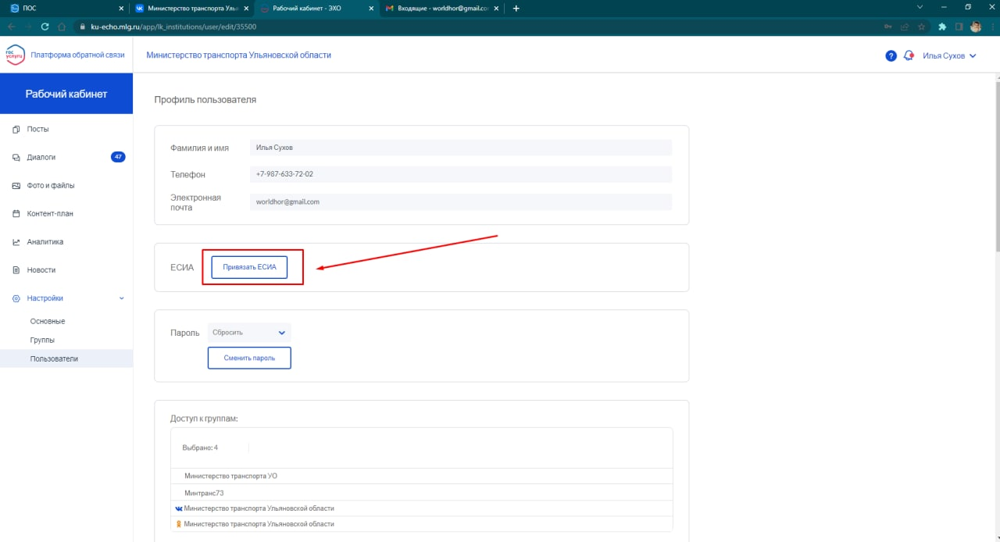 ПОС
Министерство транспорта Улья
Рабочий кабинет - ЭХО
Входящие - worldhor@gmail.co
ku-echo.mlg.ru/app/lk_institutions/user/edit/35500
гос услуги
Платформа обратной связи
Министерство транспорта Ульяновской области
?
Илья Сухов
Рабочий кабинет
Посты
Диалоги
47
Фото и файлы
Контент-план
Аналитика
Новости
Настройки
Основные
Группы
Пользователи
Профиль пользователя
Фамилия и имя
Илья Сухов
Телефон
+7-987-633-72-02
Электронная
почта
worldhor@gmail.com
ЕСИА
Привязать ЕСИА
Пароль
Сбросить
Сменить пароль
Доступ к группам:
Выбрано: 4
Министерство транспорта УО
Минтранс73
Министерство транспорта Ульяновской области
Министерство транспорта Ульяновской области